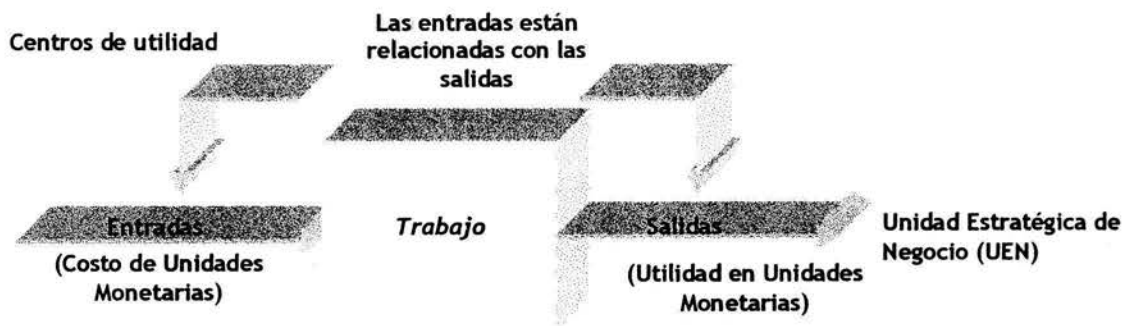 Centros de utilidad
Las entradas están
relacionadas con las
salidas
Entradas
(Costo de Unidades
Monetarias)
Trabajo
Salidas
(Utilidad en Unidades
Monetarias)
Unidad Estratégica de
Negocio (UEN)